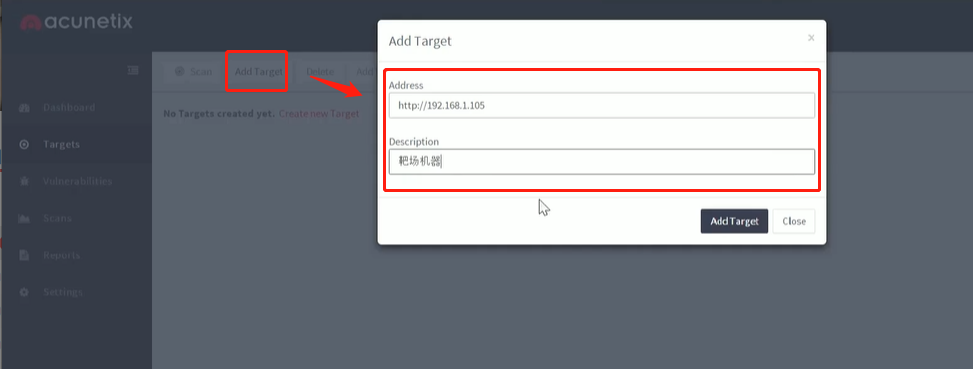 acunetix
Add Target
×
Scan
Add Target
Delete
Add
Address
http://192.168.1.105
No Targets created yet. Create new Target
Dashboard
Targets
Vulnerabilities
Scans
Reports
Settings
Description
靶场机器
Add Target
Close